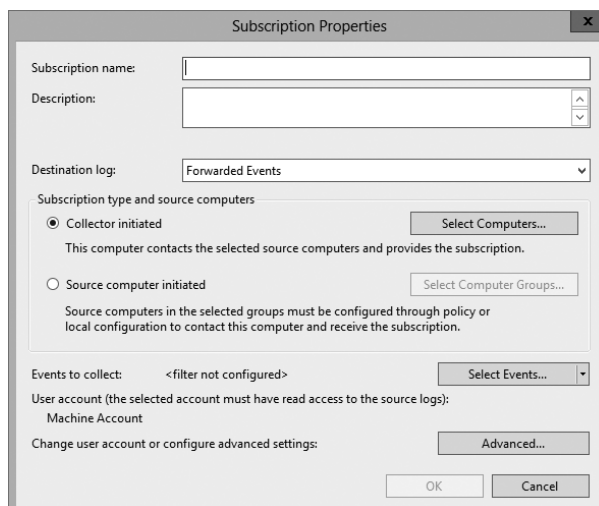 Subscription Properties
x
Subscription name:
Description:
Destination log: Forwarded Events
Subscription type and source computers
Collector initiated Select Computers...
This computer contacts the selected source computers and provides the subscription.
Source computer initiated Select Computer Groups...
Source computers in the selected groups must be configured through policy or
local configuration to contact this computer and receive the subscription.
Events to collect: <filter not configured> Select Events...
User account (the selected account must have read access to the source logs):
Machine Account
Change user account or configure advanced settings: Advanced...
OK Cancel